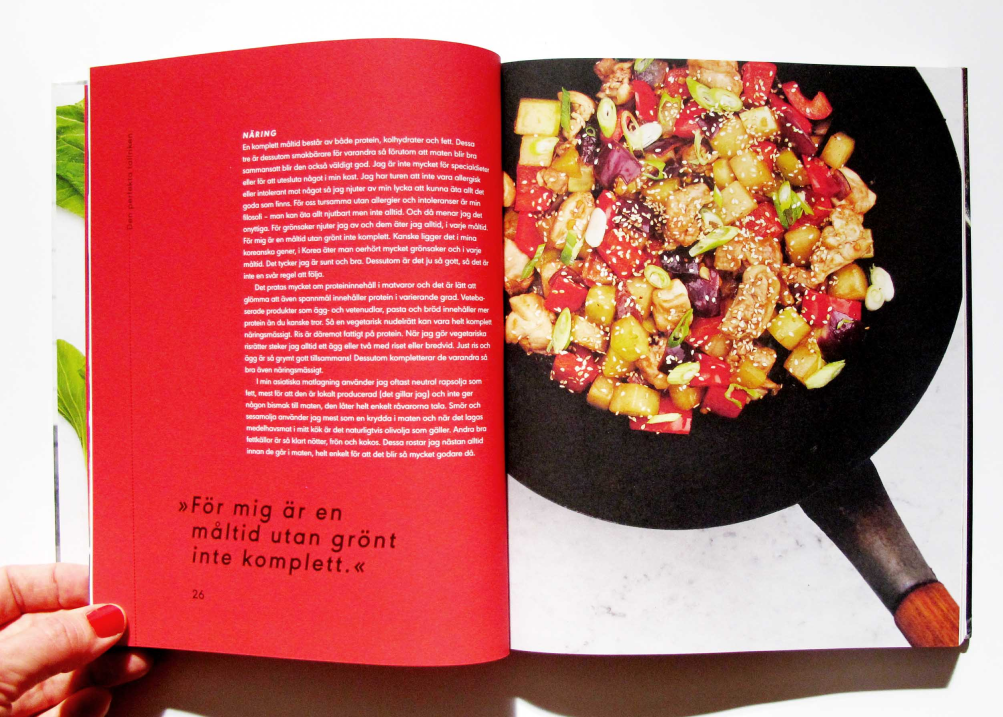 Den perfekta tallriken
NÄRING
En komplett måltid består av både protein, kolhydrater och fett. Dessa
tre är dessutom smakbärare för varandra så förutom att maten blir bra
sammansatt blir den också väldigt god. Jag är inte mycket för specialdieter
eller för att utesluta något i min kost. Jag har turen att inte vara allergisk
eller intolerant mot något så jag njuter av min lycka att kunna äta allt det
goda som finns. För oss tursamma utan allergier och intoleranser är min
filosofi – man kan äta allt njutbart men inte alltid. Och då menar jag det
onyttiga. För grönsaker njuter jag av och dem äter jag alltid, i varje måltid.
För mig är en måltid utan grönt inte komplett. Kanske ligger det i mina
koreanska gener, i Korea äter man oerhört mycket grönsaker och i varje
måltid. Det tycker jag är sunt och bra. Dessutom är det ju så gott, så det är
inte en svår regel att följa.
Det pratas mycket om proteininnehåll i matvaror och det är lätt att
glömma att även spannmål innehåller protein i varierande grad. Veteba-
serade produkter som ägg- och vetenudlar, pasta och bröd innehåller mer
protein än du kanske tror. Så en vegetarisk nudelrätt kan vara helt komplett
näringsmässigt. Ris är däremot fattigt på protein. När jag gör vegetariska
risrätter steker jag alltid ett ägg eller två med riset eller bredvid. Just ris och
ägg är så grymt gott tillsammans! Dessutom kompletterar de varandra så
bra även näringsmässigt.
I min asiatiska matlagning använder jag oftast neutral rapsolja som
fett, mest för att den är lokalt producerad (det gillar jag) och inte ger
någon bismak till maten, den låter helt enkelt råvarorna tala. Smör och
sesamolja använder jag mest som en krydda i maten och när det lagas
medelhavsmat i mitt kök är det naturligtvis olivolja som gäller. Andra bra
fettkällor är så klart nötter, frön och kokos. Dessa rostar jag nästan alltid
innan de går i maten, helt enkelt för att det blir så mycket godare då.
»För mig är en
måltid utan grönt
inte komplett.«
26